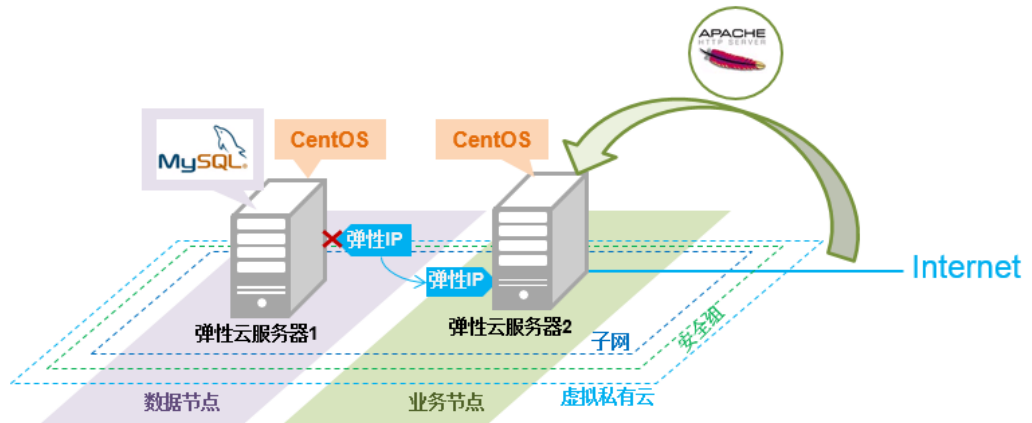 APACHE
HTTP SERVER
MySQL
CentOS
CentOS
弹性IP
弹性IP
Internet
弹性云服务器1
弹性云服务器2
子网
安全组
数据节点
业务节点
虚拟私有云